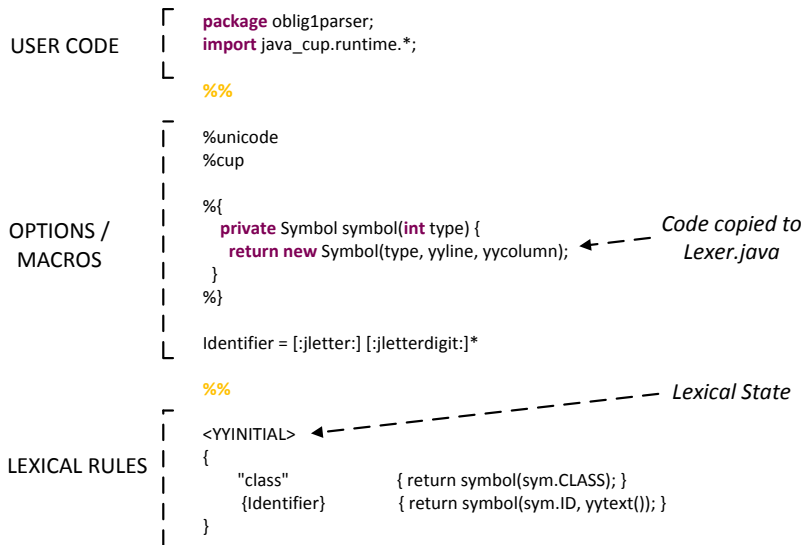 USER CODE
package oblig1parser;
import java_cup.runtime.*;
%%
OPTIONS /
MACROS
%unicode
%cup
%{
private Symbol symbol(int type) {
return new Symbol(type, yyline, yycolumn);
}
%}
Identifier = [:jletter:] [:jletterdigit:]*
Code copied to
Lexer.java
%%
Lexical State
LEXICAL RULES
<YYINITIAL>
{
"class" { return symbol(sym.CLASS); }
{Identifier} { return symbol(sym.ID, yytext()); }
}